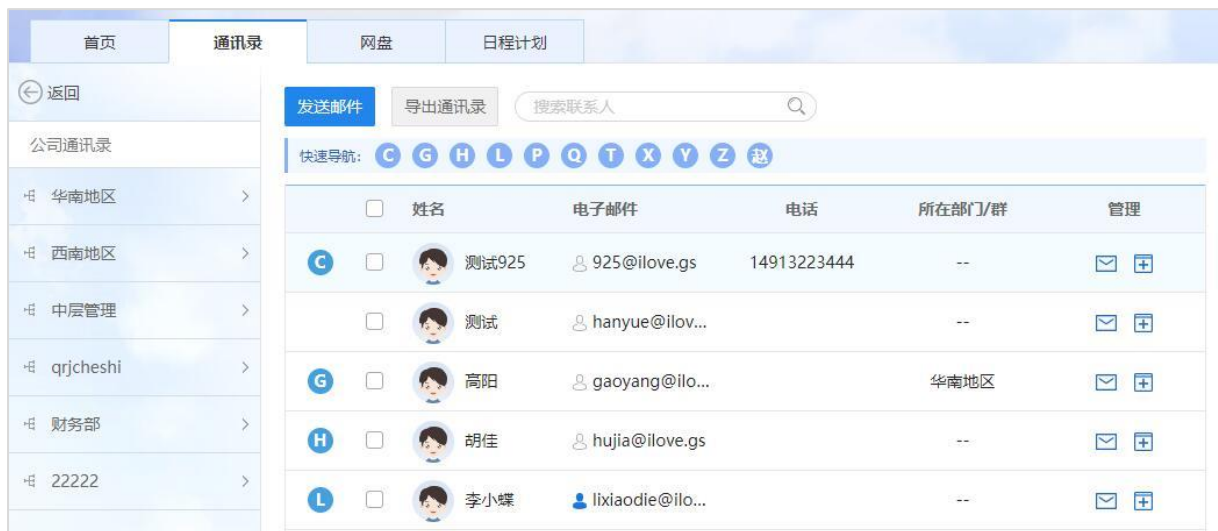 首页 通讯录 网盘 日程计划
返回
发送邮件 导出通讯录 搜索联系人
公司通讯录
快速导航: C G H L P Q T X Y Z 赵
华南地区
姓名 电子邮件 电话 所在部门/群 管理
西南地区
C 测试925 925@ilove.gs 14913223444 --
中层管理
测试 hanyue@ilov... --
qrjcheshi
G 高阳 gaoyang@ilo... 华南地区
财务部
H 胡佳 hujia@ilove.gs --
22222
L 李小蝶 lixiaodie@ilo... --